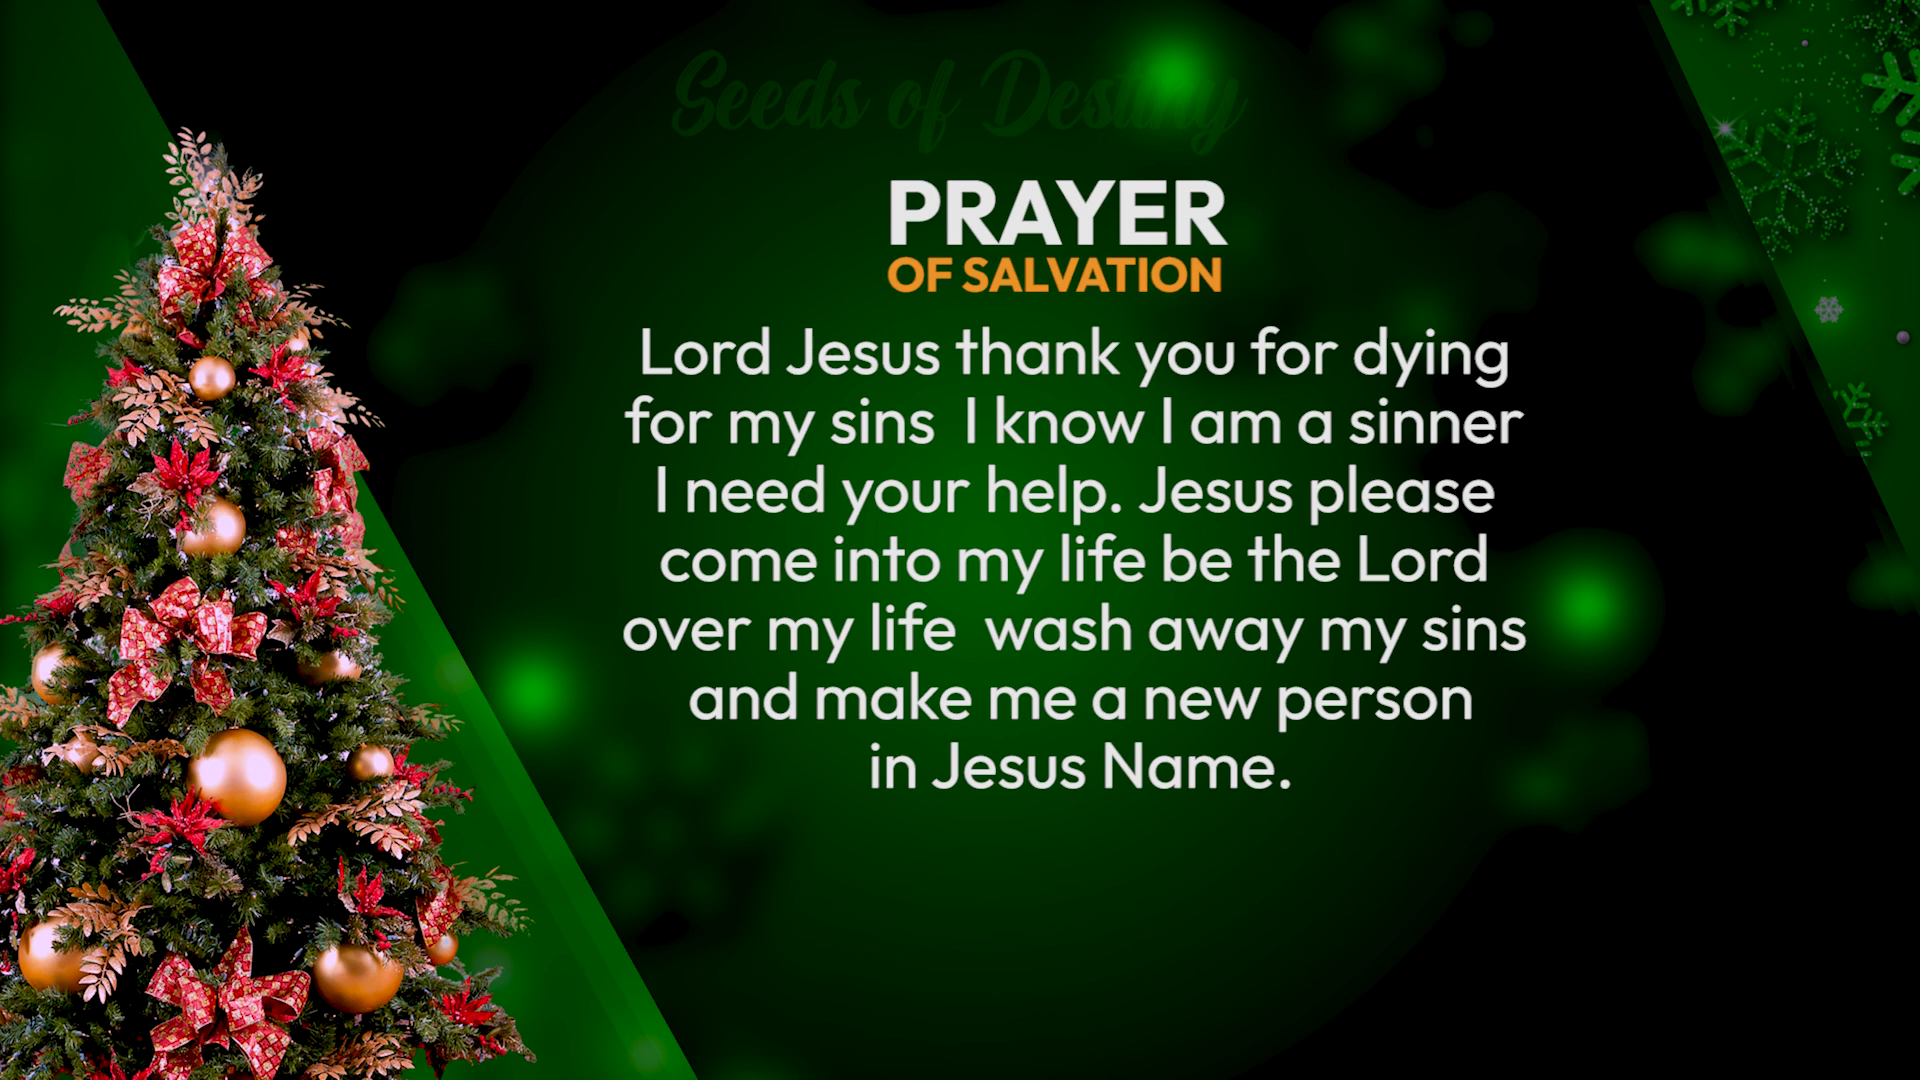 Seeds of Destiny
PRAYER
OF SALVATION
Lord Jesus thank you for dying
for my sins  I know I am a sinner
I need your help. Jesus please
come into my life be the Lord
over my life  wash away my sins
and make me a new person
in Jesus Name.